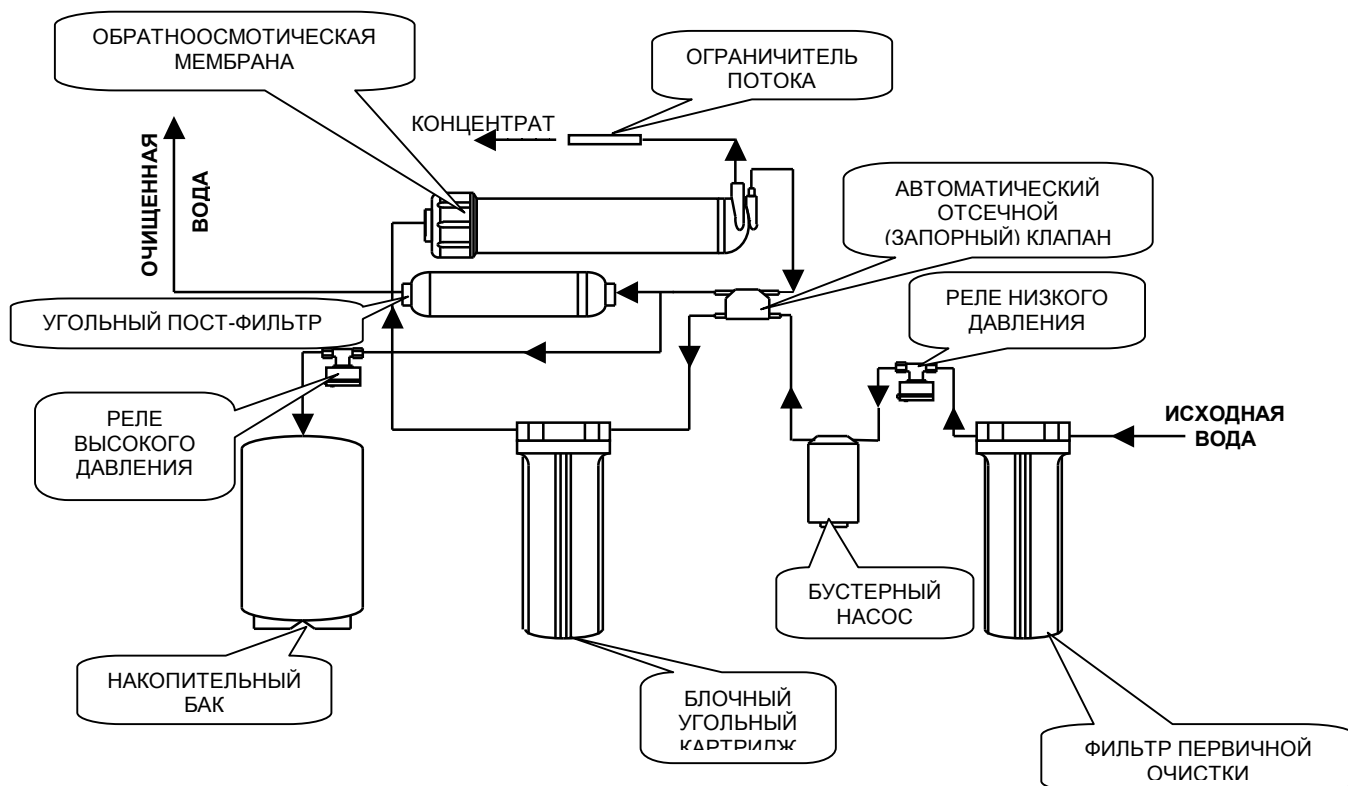 ОБРАТНООСМОТИЧЕСКАЯ
МЕМБРАНА
ОГРАНИЧИТЕЛЬ
ПОТОКА
КОНЦЕНТРАТ
ОЧИЩЕННАЯ
ВОДА
АВТОМАТИЧЕСКИЙ
ОТСЕЧНОЙ
(ЗАПОРНЫЙ) КЛАПАН
УГОЛЬНЫЙ ПОСТ-ФИЛЬТР
РЕЛЕ НИЗКОГО
ДАВЛЕНИЯ
РЕЛЕ
ВЫСОКОГО
ДАВЛЕНИЯ
ИСХОДНАЯ
ВОДА
БУСТЕРНЫЙ
НАСОС
НАКОПИТЕЛЬНЫЙ
БАК
БЛОЧНЫЙ
УГОЛЬНЫЙ
КАРТРИДЖ
ФИЛЬТР ПЕРВИЧНОЙ
ОЧИСТКИ